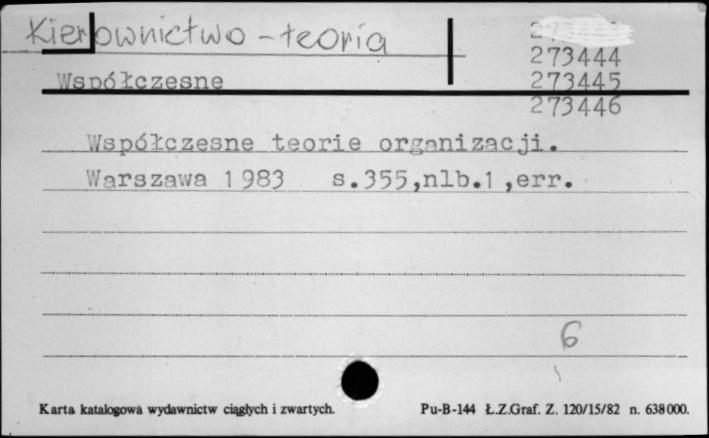 Kierownictwo - teoria
273444
Współczesne 273445
273446
Współczesne teorie organizacji.
Warszawa 1983 s.355,nlb.1,err.
6
Karta katalogowa wydawnictw ciągłych i zwartych. Pu-B-144 Ł.Z.Graf. Z. 120/15/82 n. 638000.